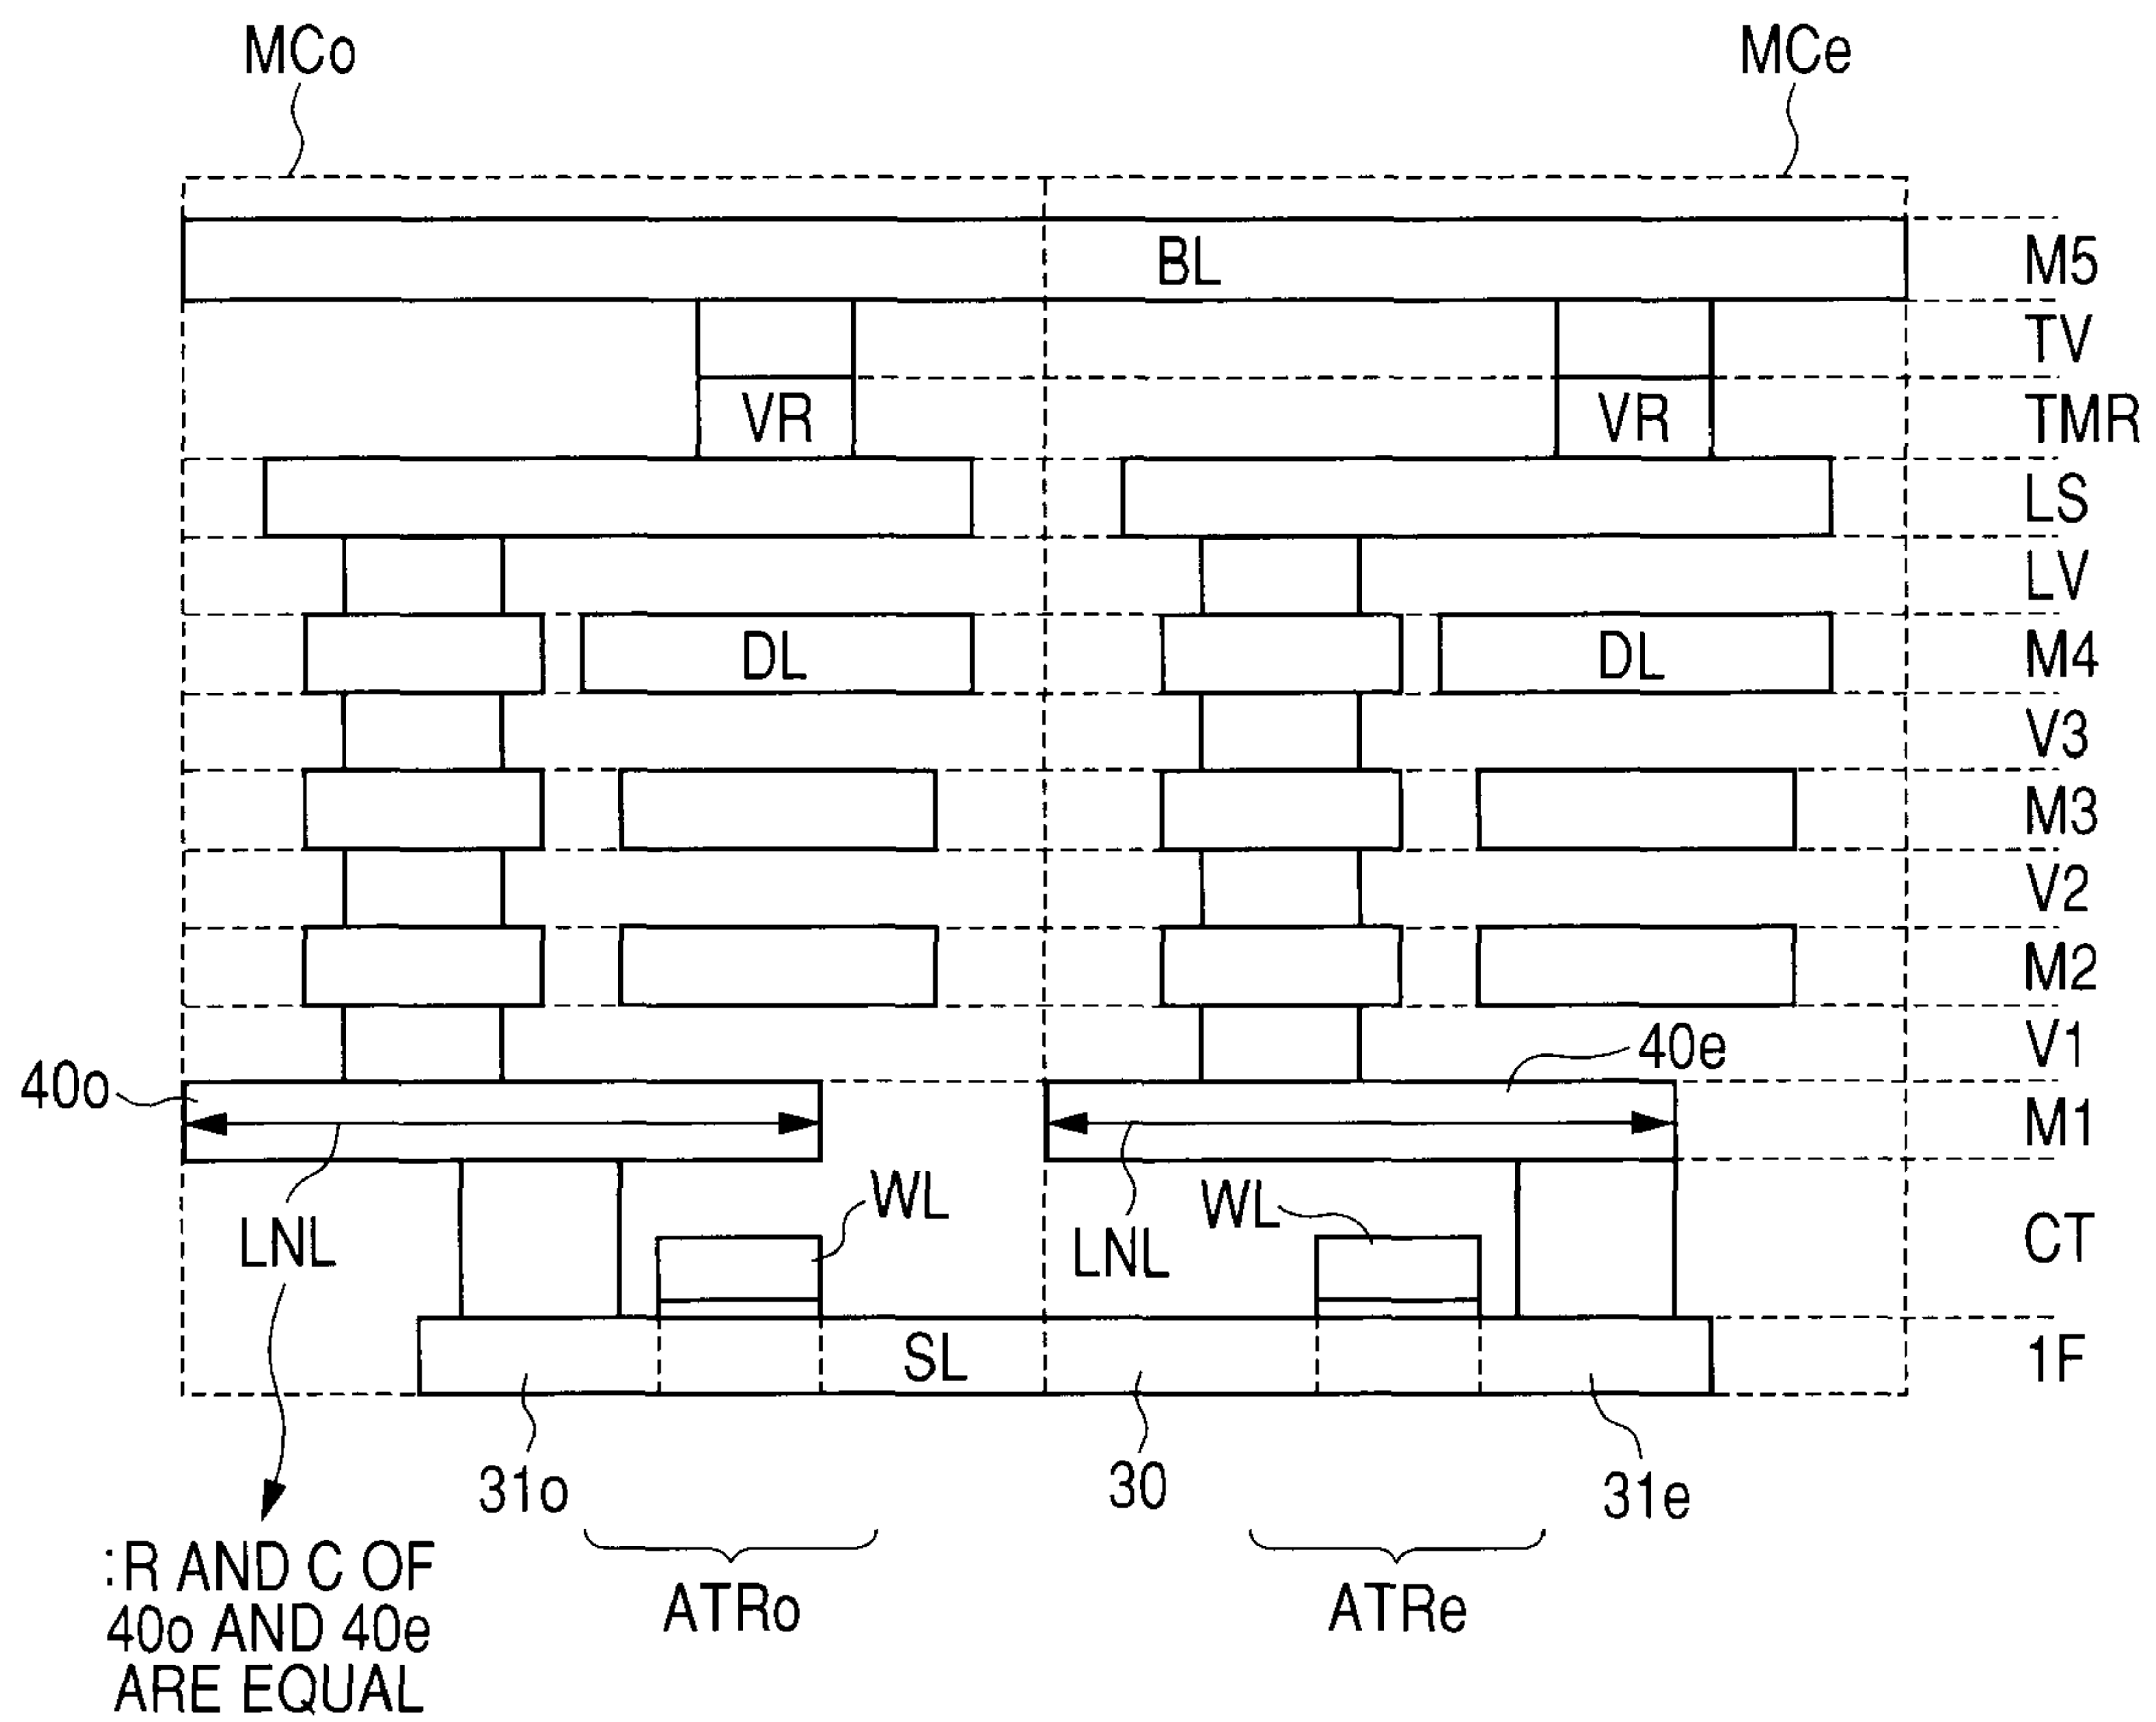 MCo
MCe
BL
M5
TV
VR
VR
TMR
LS
LV
DL
DL
M4
V3
M3
V2
M2
V1
40o
40e
M1
WL
WL
LNL
LNL
CT
SL
1F
31o
30
31e
ATRo
ATRe
:R AND C OF
40o AND 40e
ARE EQUAL